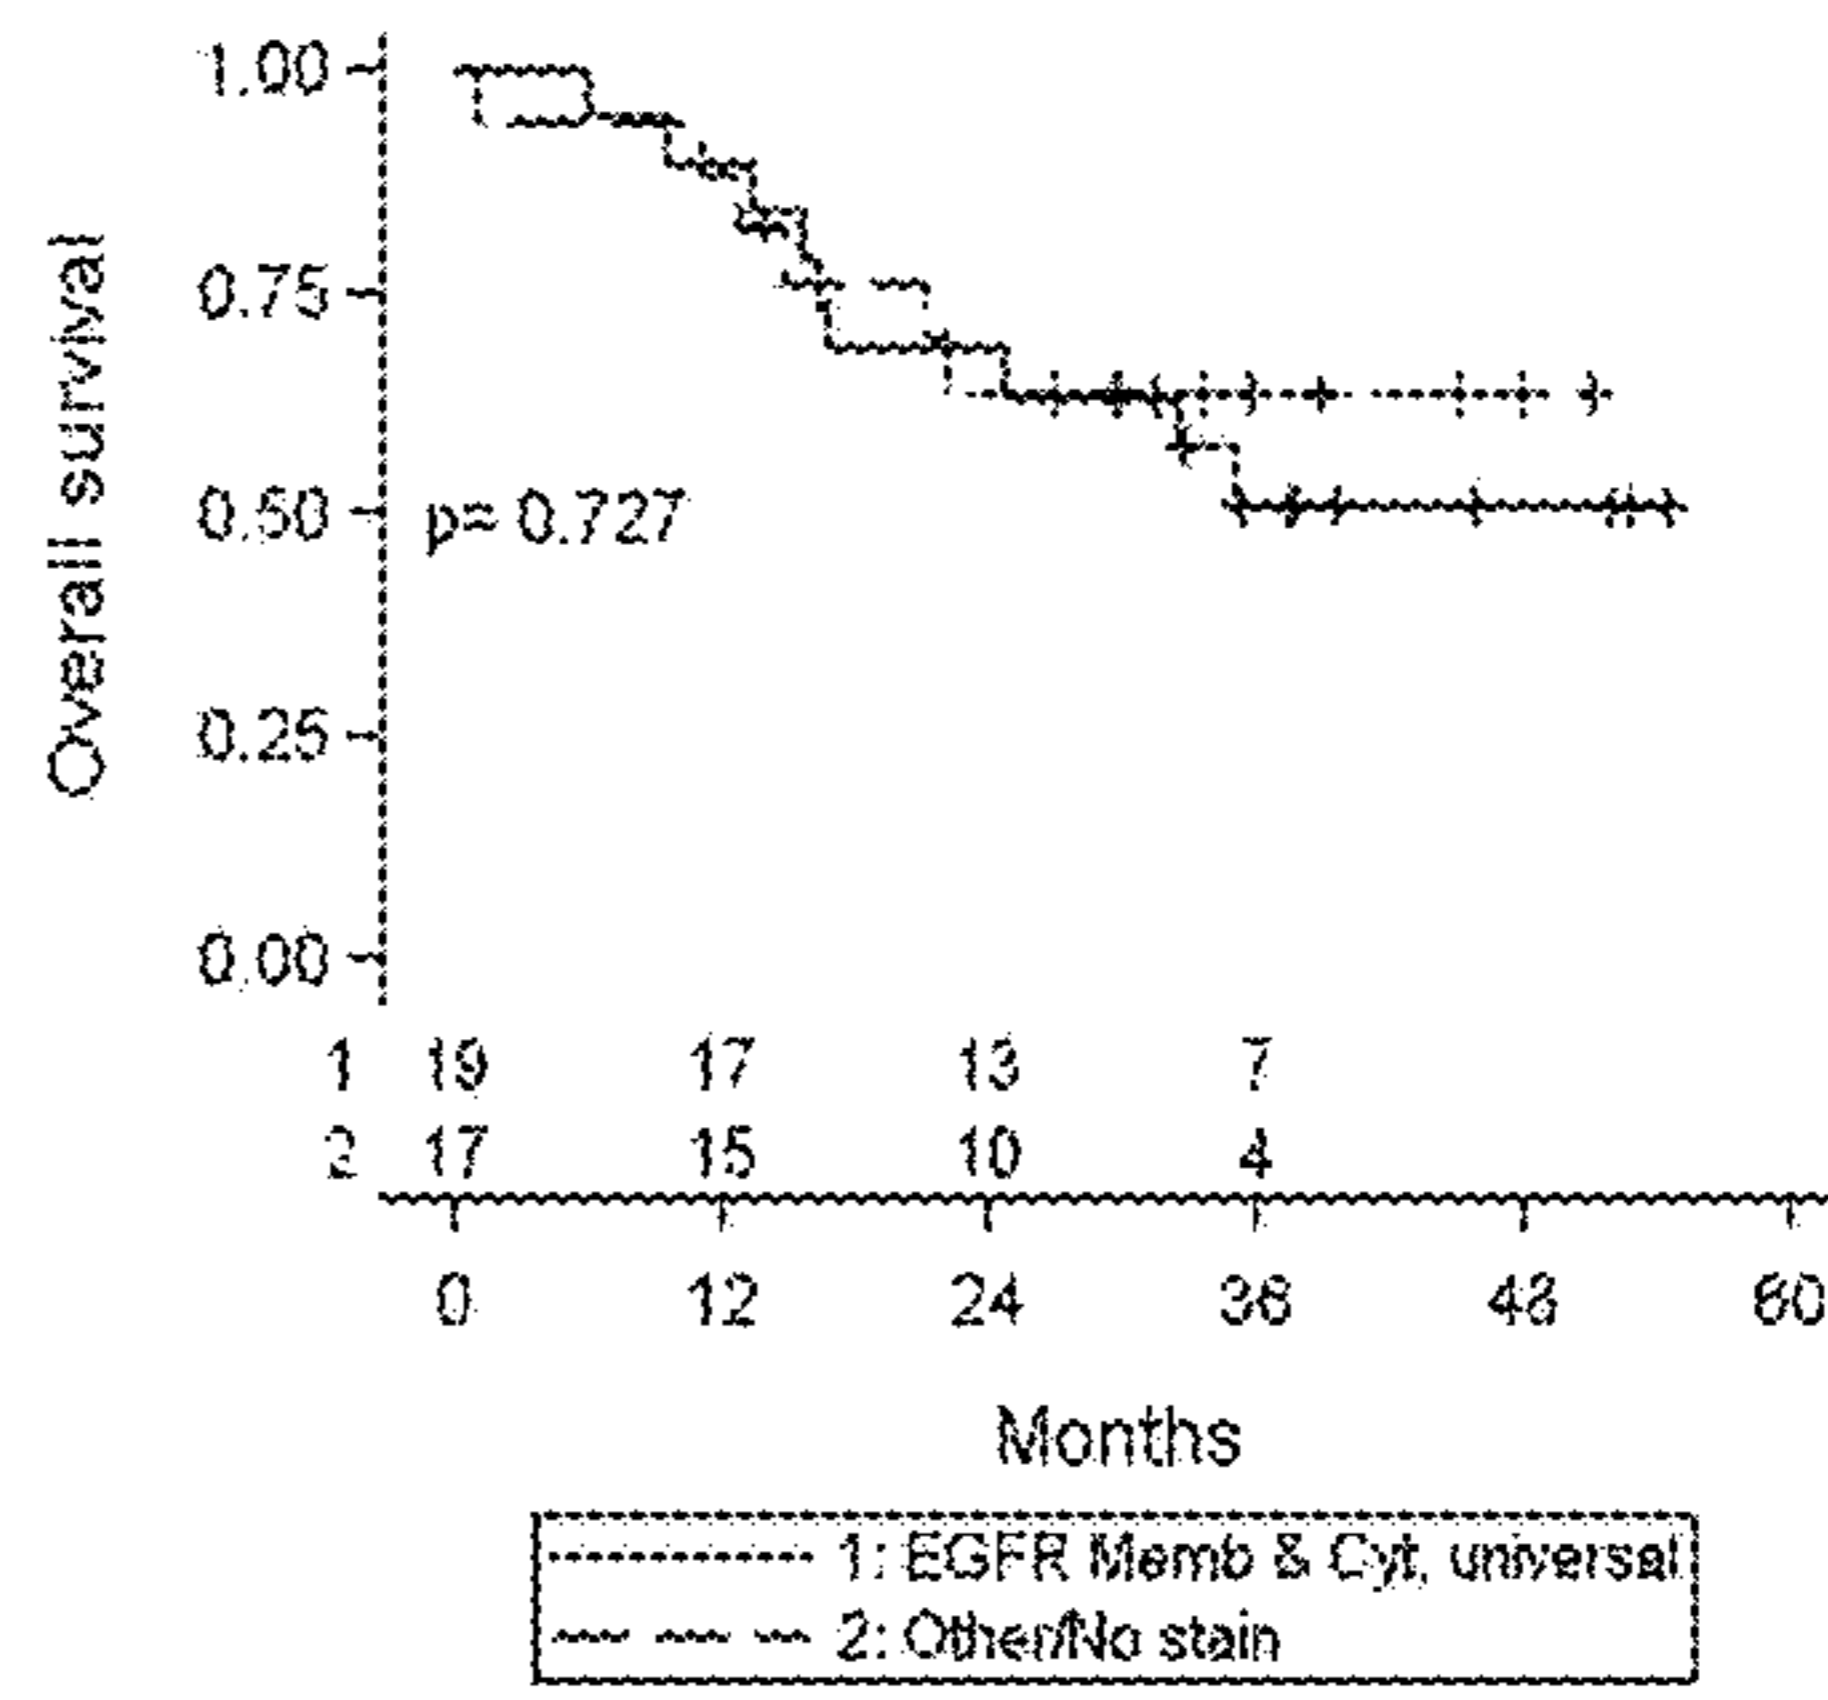 Overall survival
1.00
0.75
0.50
0.25
0.00
p= 0.727
1 19 17 13 7
2 17 15 10 4
0 12 24 36 48 60
Months
1: EGFR Memb & Cyt, universal
2: Other/No stain